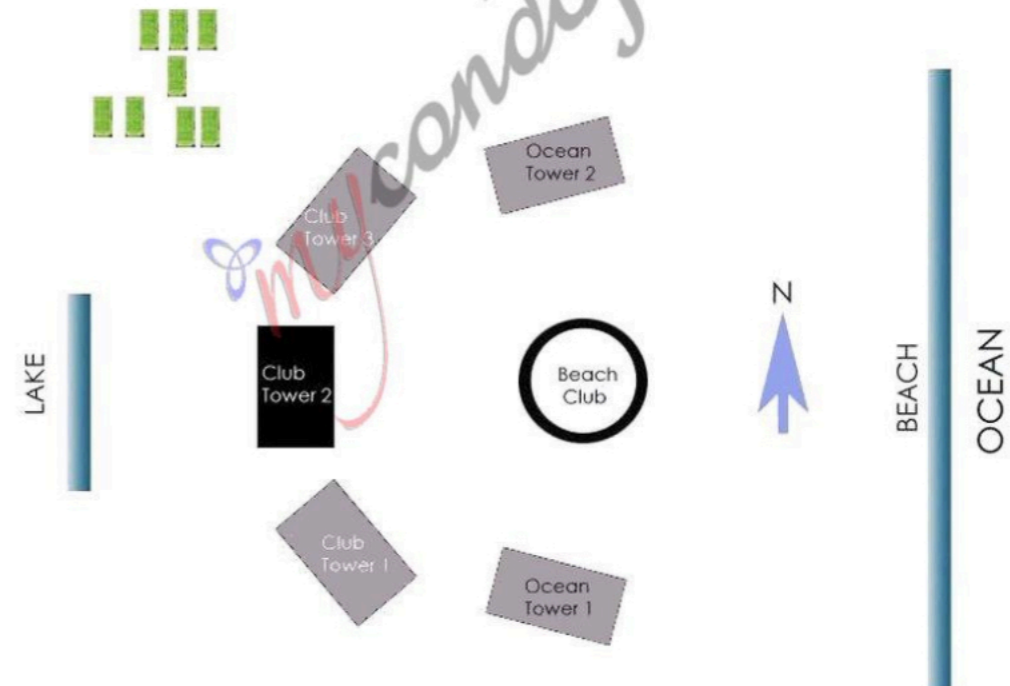 mycondo
Ocean
Tower 2
Club
Tower 3
N
LAKE
Club
Tower 2
Beach
Club
BEACH
OCEAN
Club
Tower 1
Ocean
Tower 1